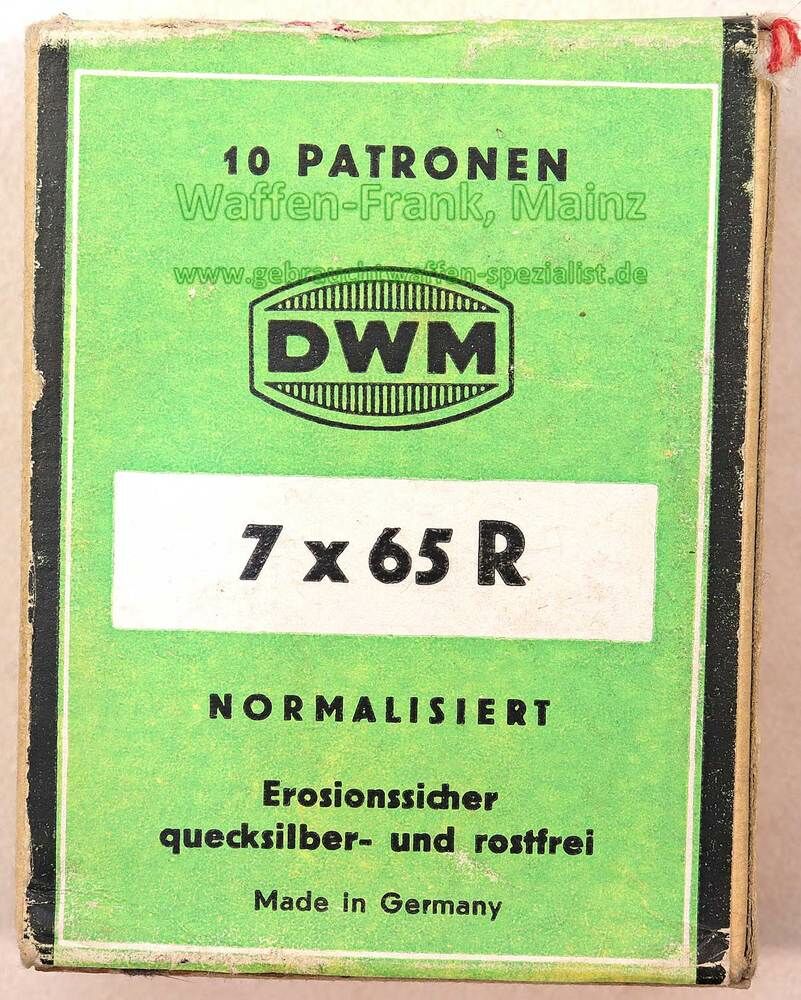 10 PATRONEN
Waffen-Frank, Mainz
www.gebrauchtwaffen-spezialist.de
DWM
7 x 65 R
NORMALISIERT
Erosionssicher
quecksilber- und rostfrei
Made in Germany